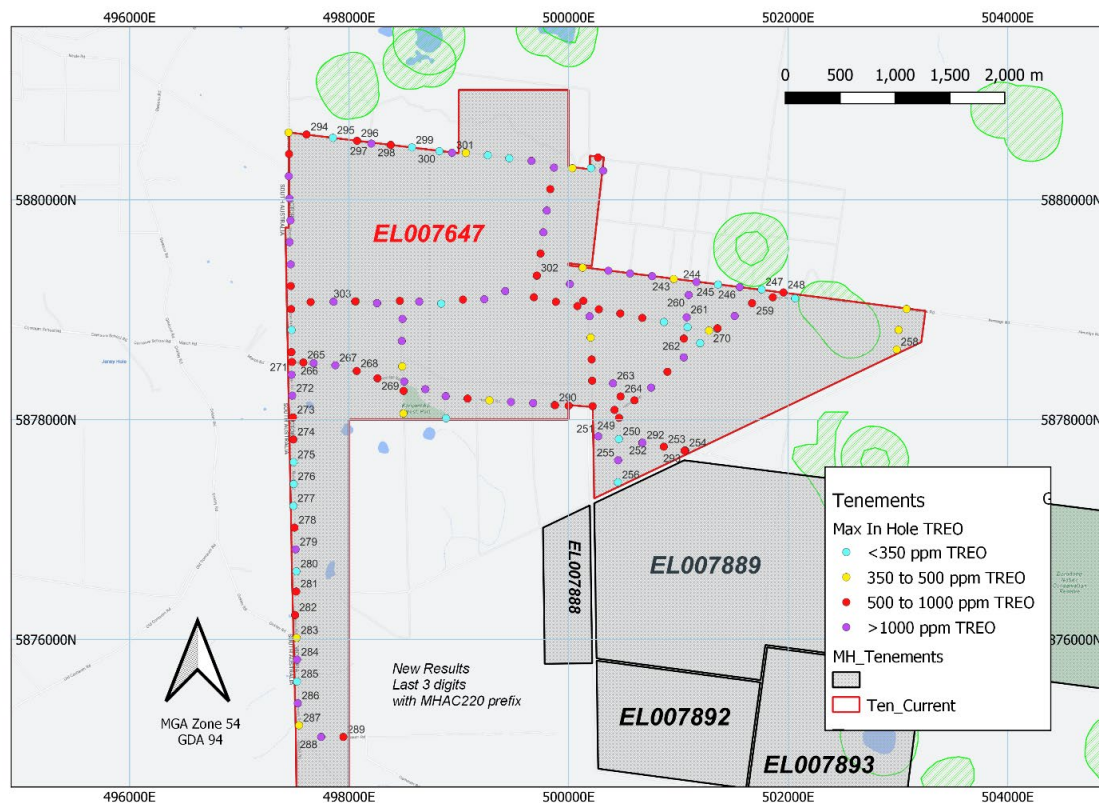 496000E 498000E 500000E 502000E 504000E
0 500 1,000 1,500 2,000 m
294 295 296 299 301
297 298 300
5880000N 5880000N
SOUTH AUSTRALIA
EL007647
302
244
243 245 246 247 248
303 260 259
261
270
262
258
271 265 267
266 268
272 269
263
264
273 290
274 251 249 250 292 253 254
5878000N 5878000N
252 293
275 255
276 256
277
278
279
280
281
282
283
284
285
286
287
288 289
SOUTH AUSTRALIA
EL007888
EL007889
EL007892
EL007893
5876000N 876000N
New Results
Last 3 digits
with MHAC220 prefix
MGA Zone 54
GDA 94
G
Tenements
Max In Hole TREO
<350 ppm TREO
350 to 500 ppm TREO
500 to 1000 ppm TREO
>1000 ppm TREO
MH_Tenements
Ten_Current
496000E 498000E 500000E 502000E 504000E